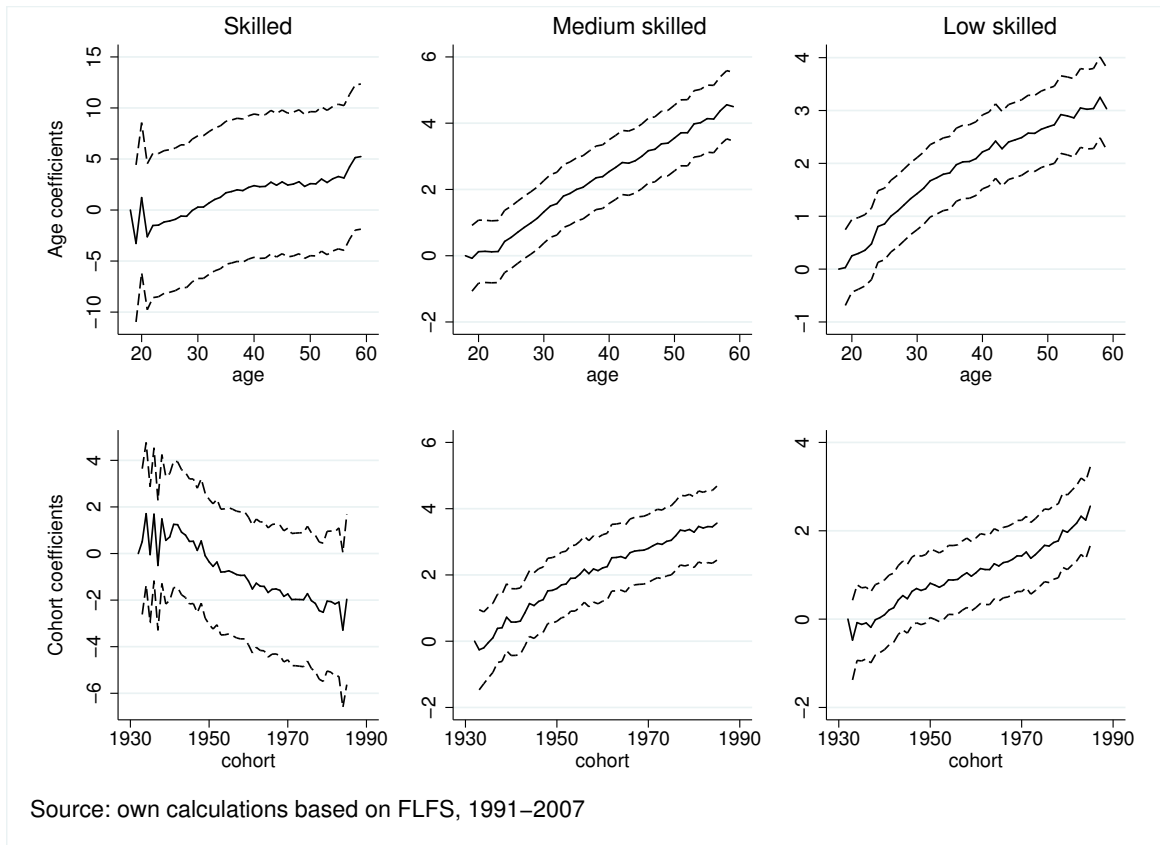 Skilled
Medium skilled
Low skilled
Age coefficients
15
10
5
0
−5
−10
20 30 40 50 60
age
6
4
2
0
−2
20 30 40 50 60
age
4
3
2
1
0
−1
20 30 40 50 60
age
Cohort coefficients
4
2
0
−2
−4
−6
1930 1950 1970 1990
cohort
6
4
2
0
−2
1930 1950 1970 1990
cohort
4
2
0
−2
1930 1950 1970 1990
cohort
Source: own calculations based on FLFS, 1991−2007